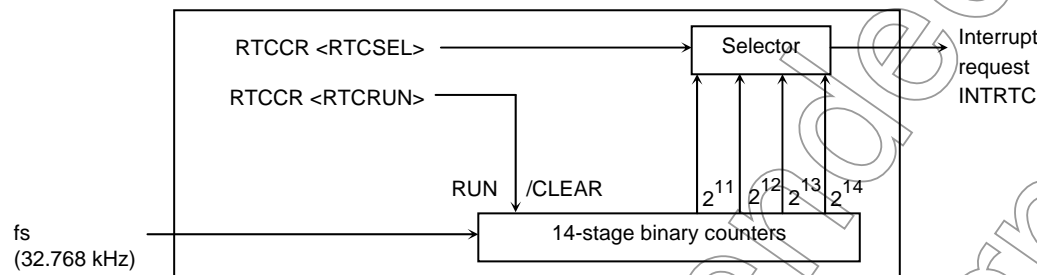 RTCCR <RTCSEL>
Selector
Interrupt
request
INTRTC
RTCCR <RTCRUN>
RUN /CLEAR
2^11 2^12 2^13 2^14
fs
(32.768 kHz)
14-stage binary counters